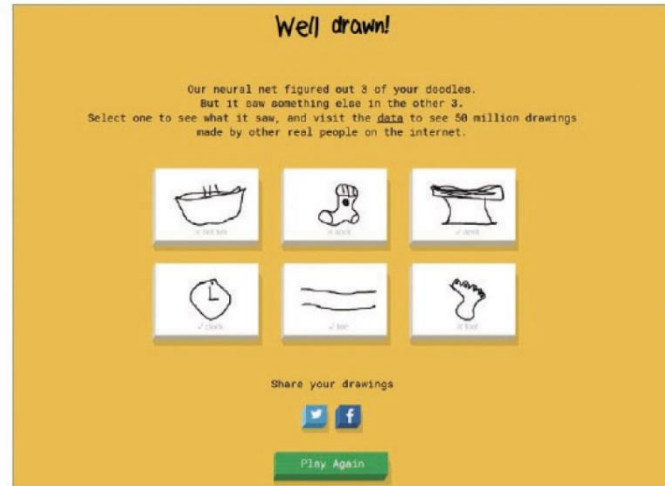 Well drawn!
Our neural net figured out 3 of your doodles.
But it saw something else in the other 3.
Select one to see what it saw, and visit the data to see 50 million drawings
made by other real people on the internet.
✓ clock
Share your drawings
Play Again